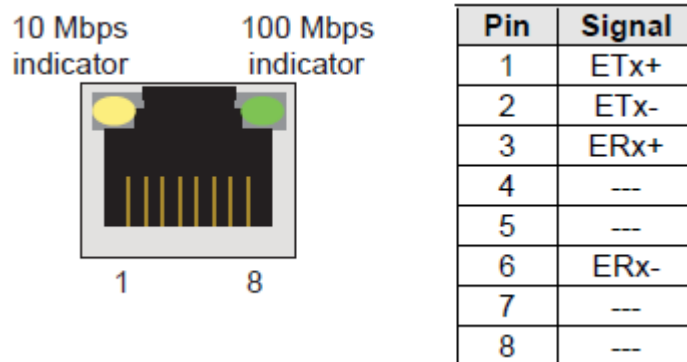 10 Mbps indicator
100 Mbps indicator
1 8
Pin Signal
1 ETx+
2 ETx-
3 ERx+
4 ---
5 ---
6 ERx-
7 ---
8 ---